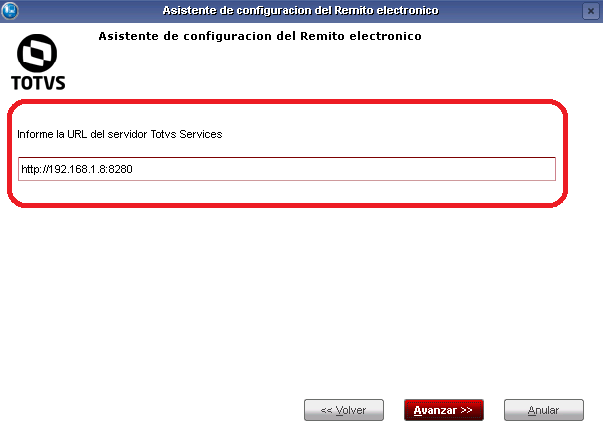 Asistente de configuracion del Remito electronico
Asistente de configuracion del Remito electronico
TOTVS
Informe la URL del servidor Totvs Services
http://192.168.1.8:8280
<< Volver
Avanzar >>
Anular